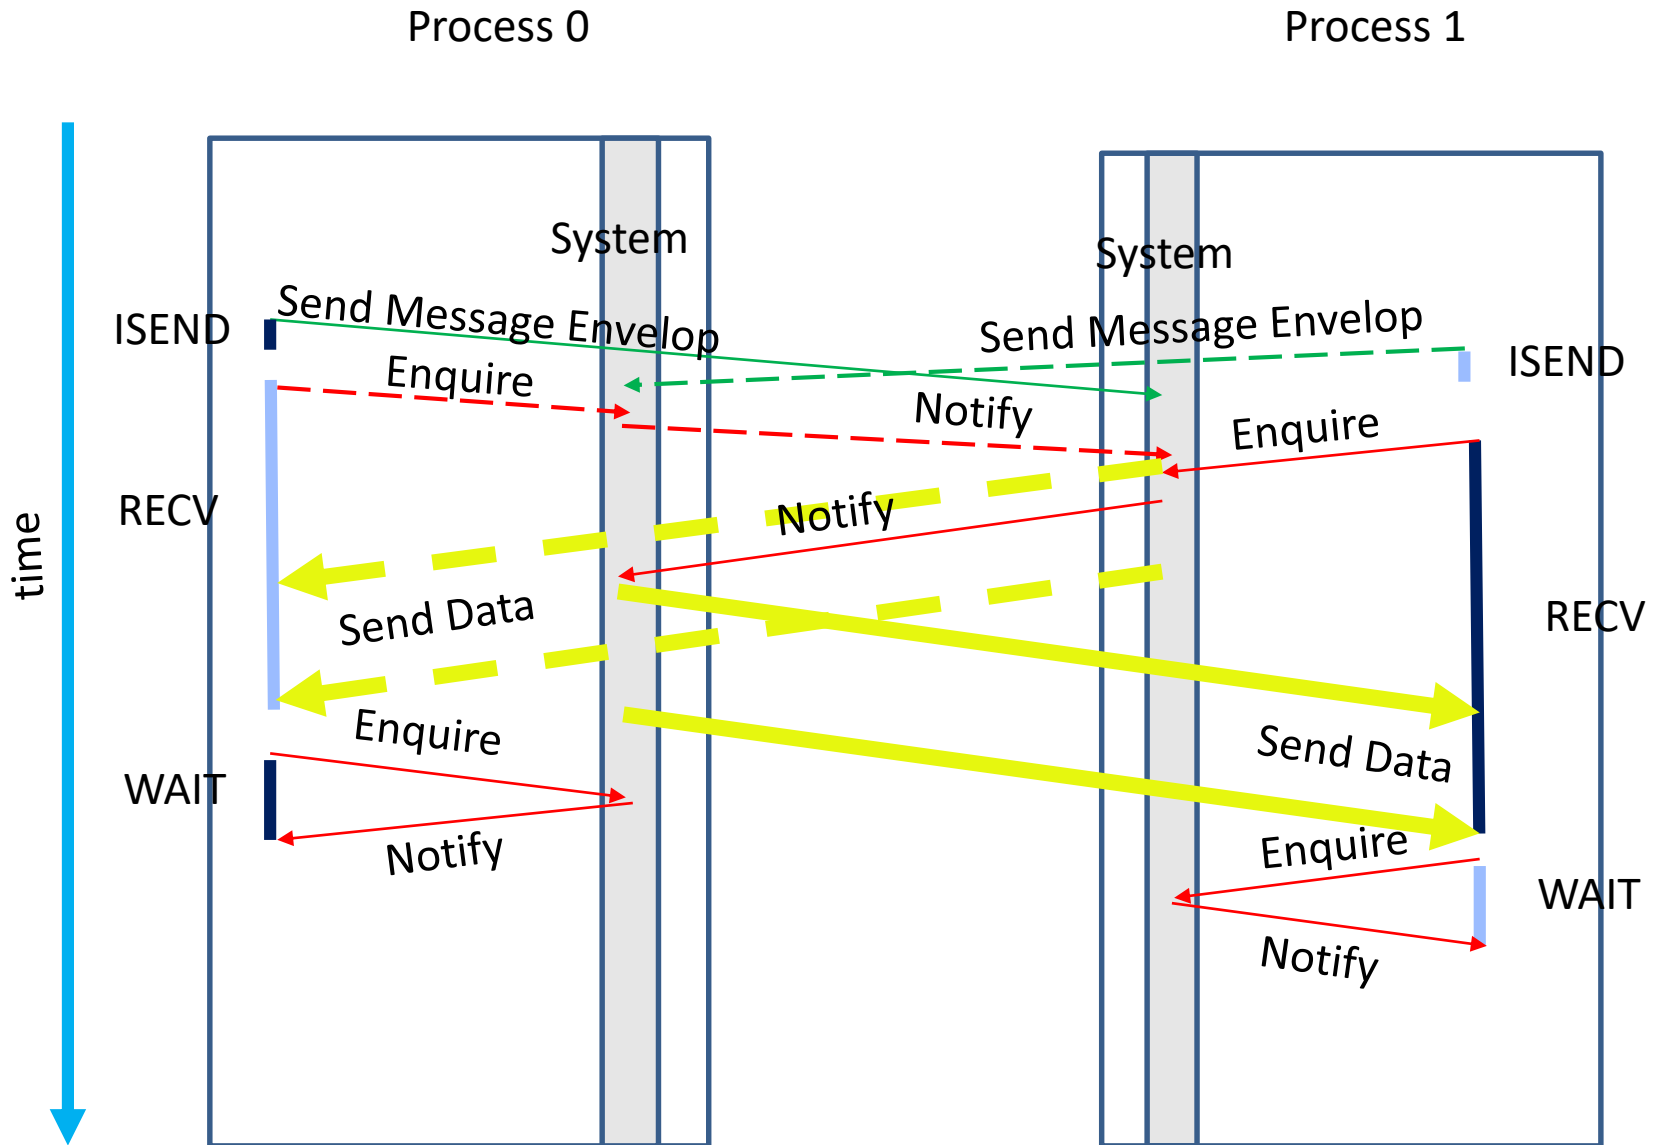 Process 0
Process 1
System
System
Send Message Envelop
Send Message Envelop
ISEND
ISEND
Enquire
Notify
Enquire
RECV
Notify
time
Send Data
RECV
Enquire
Send Data
WAIT
Notify
Enquire
WAIT
Notify